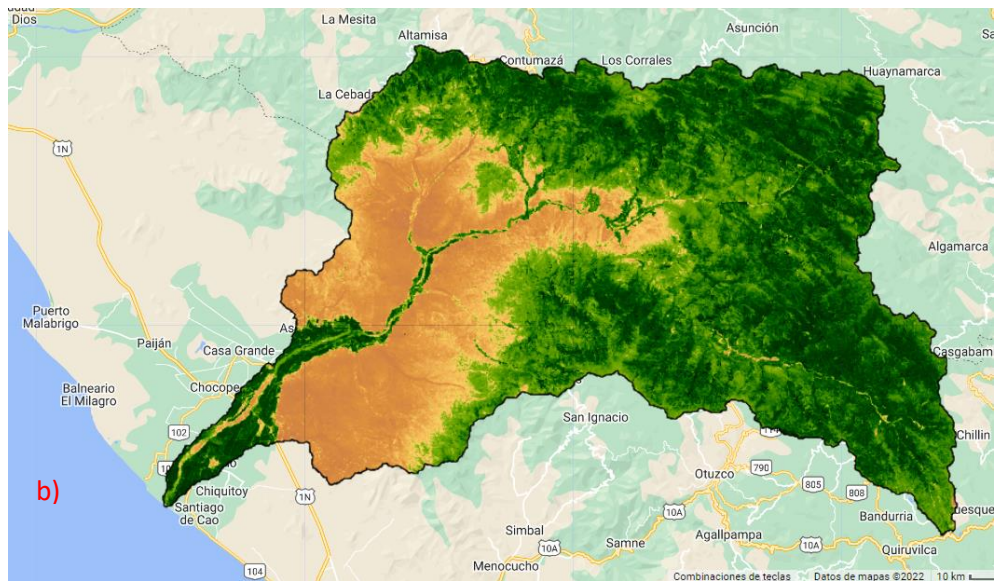 Dios
La Mesita
Altamisa
Asunción
Contumazá
Los Corrales
Huaynamarca
La Cebad
1N
Algamarca
Puerto
Malabrigo
Paiján
As
Casa Grande
Casgabam
Balneario
El Milagro
Chocope
102
San Ignacio
Chillin
b)
Chiquitoy
1N
Otuzco
790
805
808
Santiago
de Cao
Bandurria
uesque
Simbal
10A
Samne
Agallpampa
10A
Quiruvilca
Menocucho
10A
104
Combinaciones de teclas
Datos de mapas ©2022
10 km